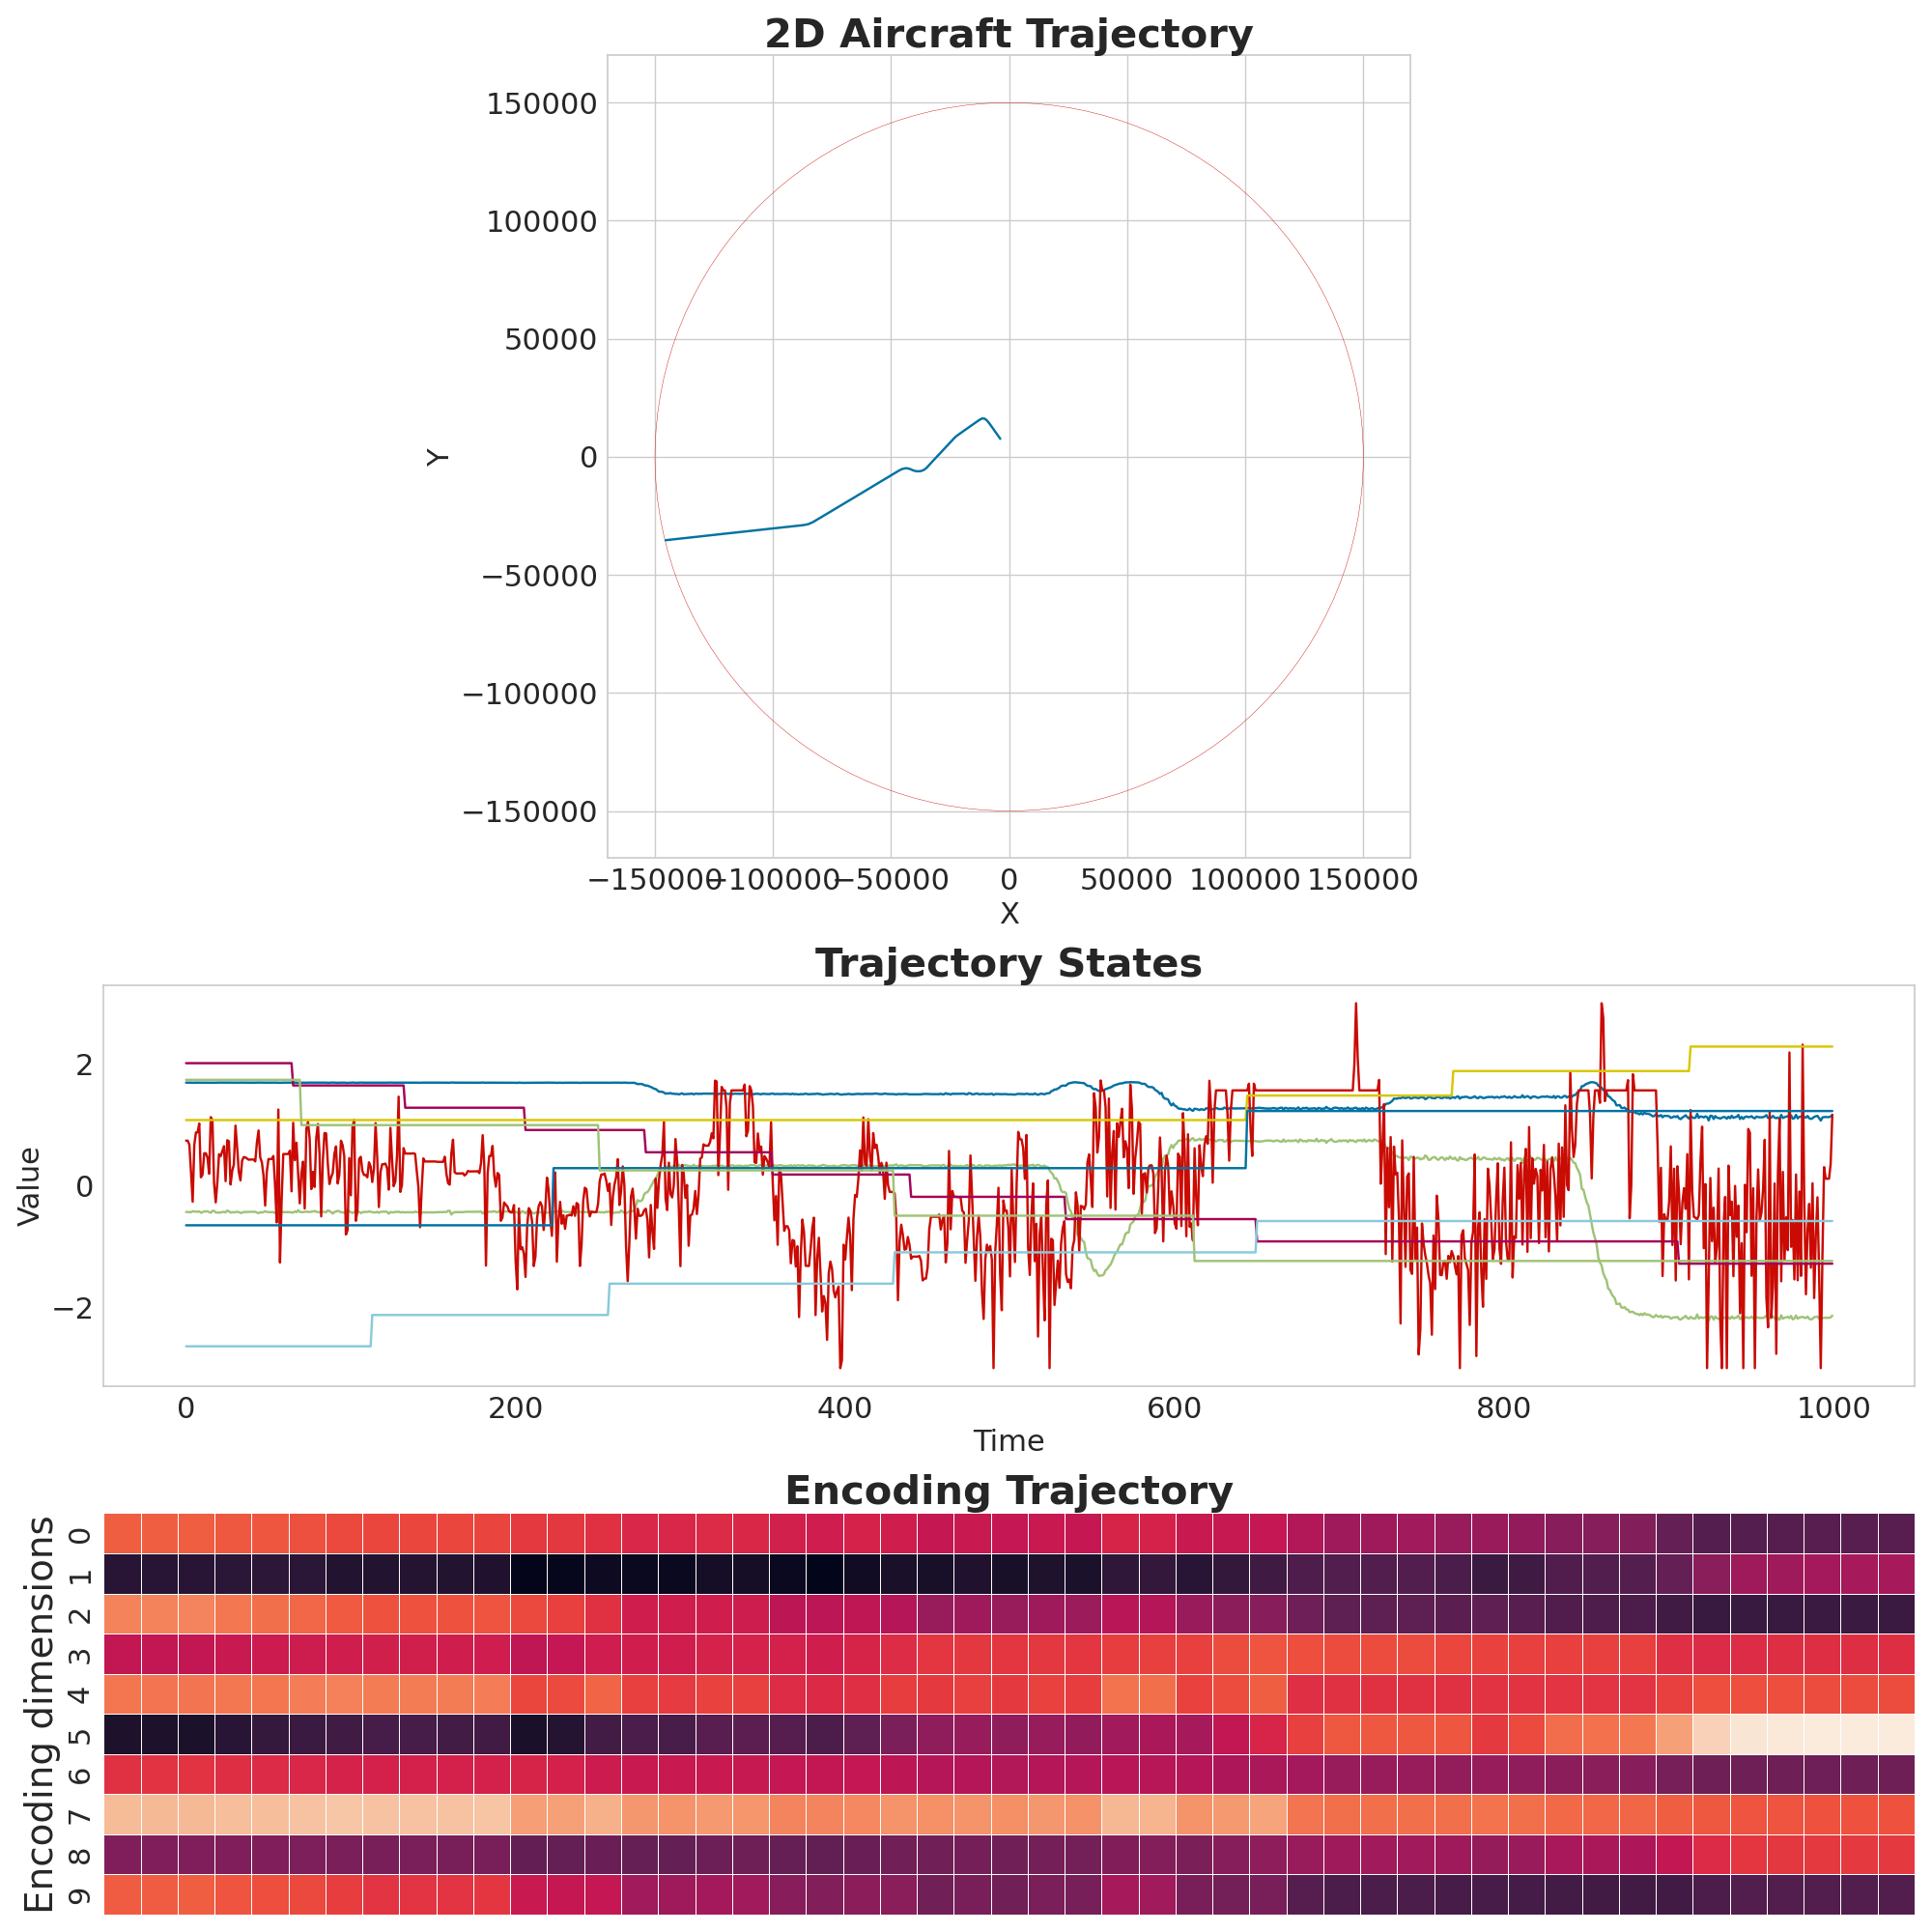 2D Aircraft Trajectory
150000
100000
50000
0
−50000
−100000
−150000
Y
−150000 −100000 −50000 0 50000 100000 150000
X
Trajectory States
2
0
−2
Value
0 200 400 600 800 1000
Time
Encoding Trajectory
Encoding dimensions
0
1
2
3
4
5
6
7
8
9